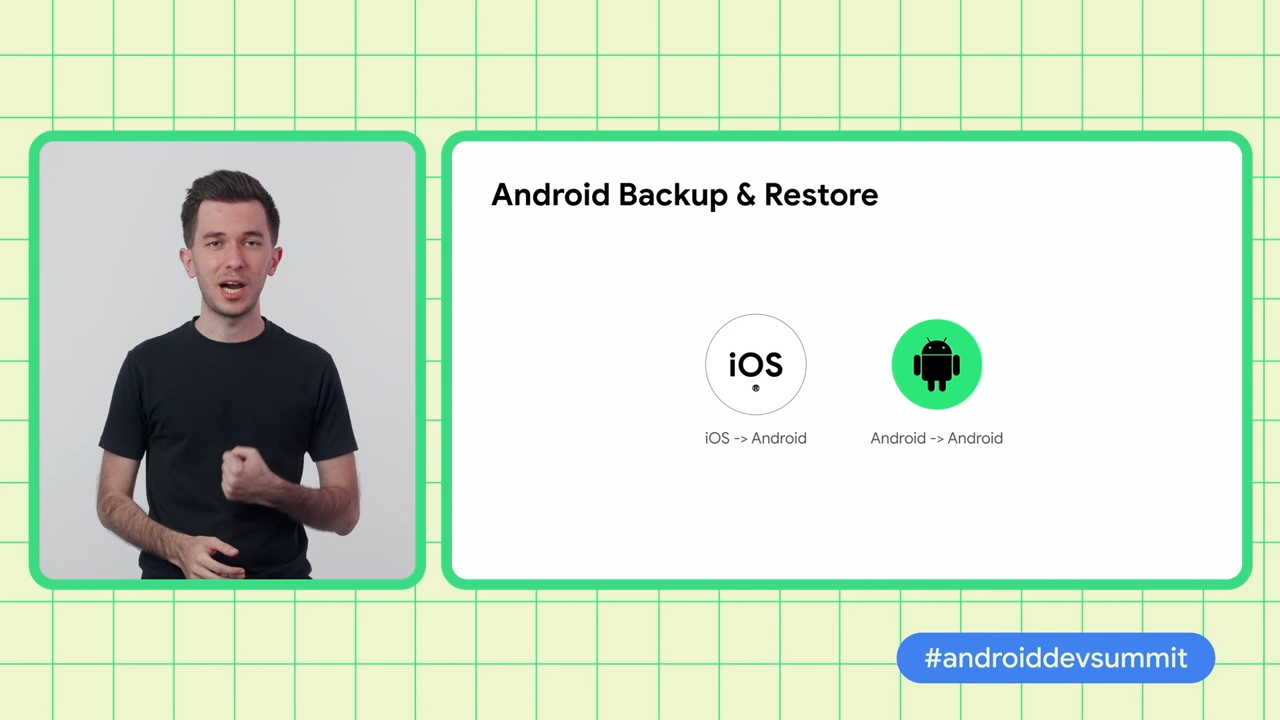 Android Backup & Restore
iOS
®
iOS -> Android
Android -> Android
#androiddevsummit